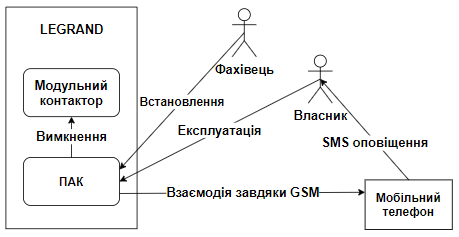 LEGRAND
Фахівець
Модульний
контактор
Встановлення
Власник
Вимкнення
Експлуатація
SMS оповіщення
ПАК
Взаємодія завдяки GSM
Мобільний
телефон